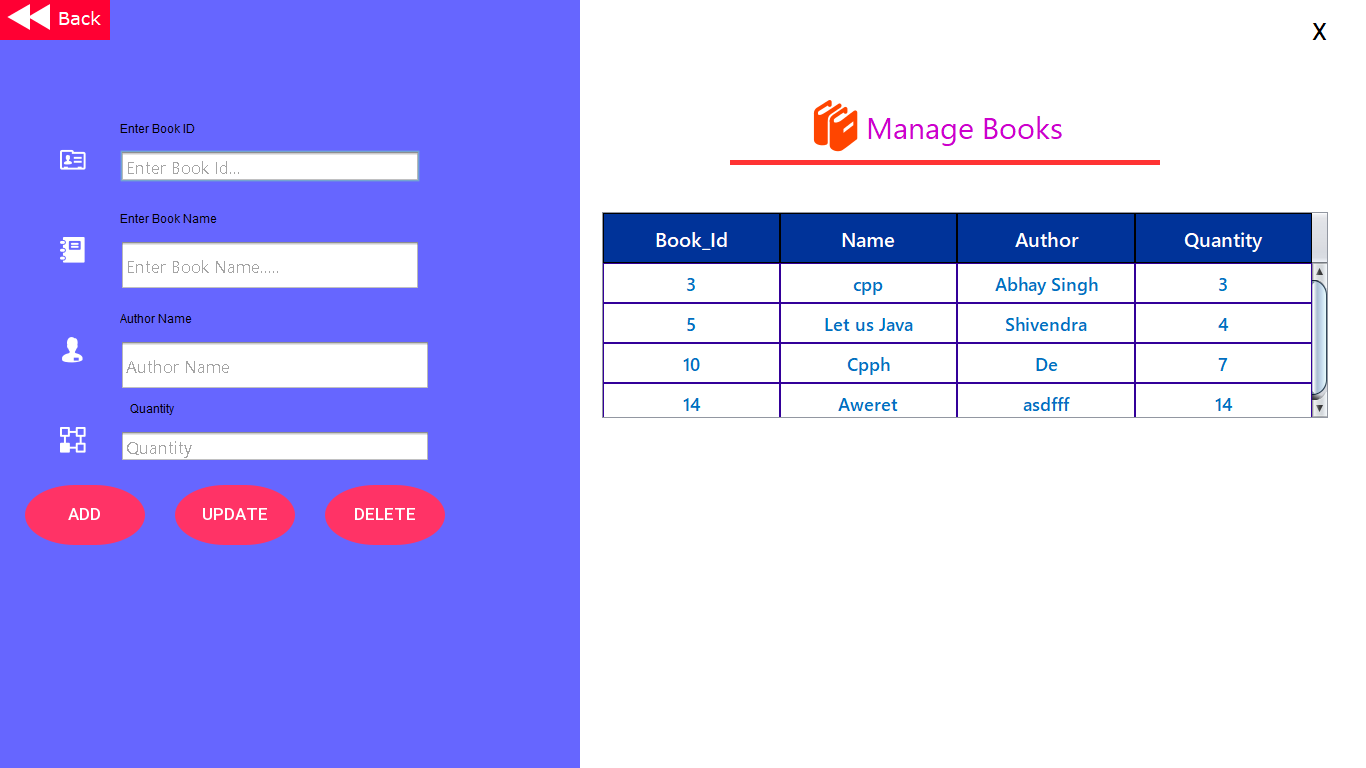 Back
X
Enter Book ID
Enter Book Id...
Enter Book Name
Enter Book Name.....
Author Name
Author Name
Quantity
Quantity
ADD UPDATE DELETE
Manage Books
Book_Id Name Author Quantity
3 cpp Abhay Singh 3
5 Let us Java Shivendra 4
10 Cpph De 7
14 Aweret asdfff 14